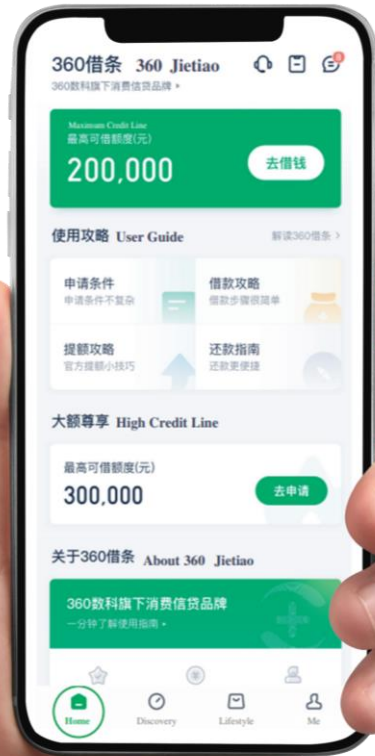 360借条 360 Jietiao
8
360数科旗下消费信贷品牌
Maximum Credit Line
最高可借额度(元)
200,000
去借钱
使用攻略 User Guide
解读360借条 >
申请条件
申请条件不复杂
借款攻略
借款步骤很简单
提额攻略
官方提额小技巧
还款指南
还款更便捷
大额尊享 High Credit Line
最高可借额度(元)
300,000
去申请
关于360借条 About 360 Jietiao
360数科旗下消费信贷品牌
一分钟了解使用指南
Home Discovery Lifestyle Me